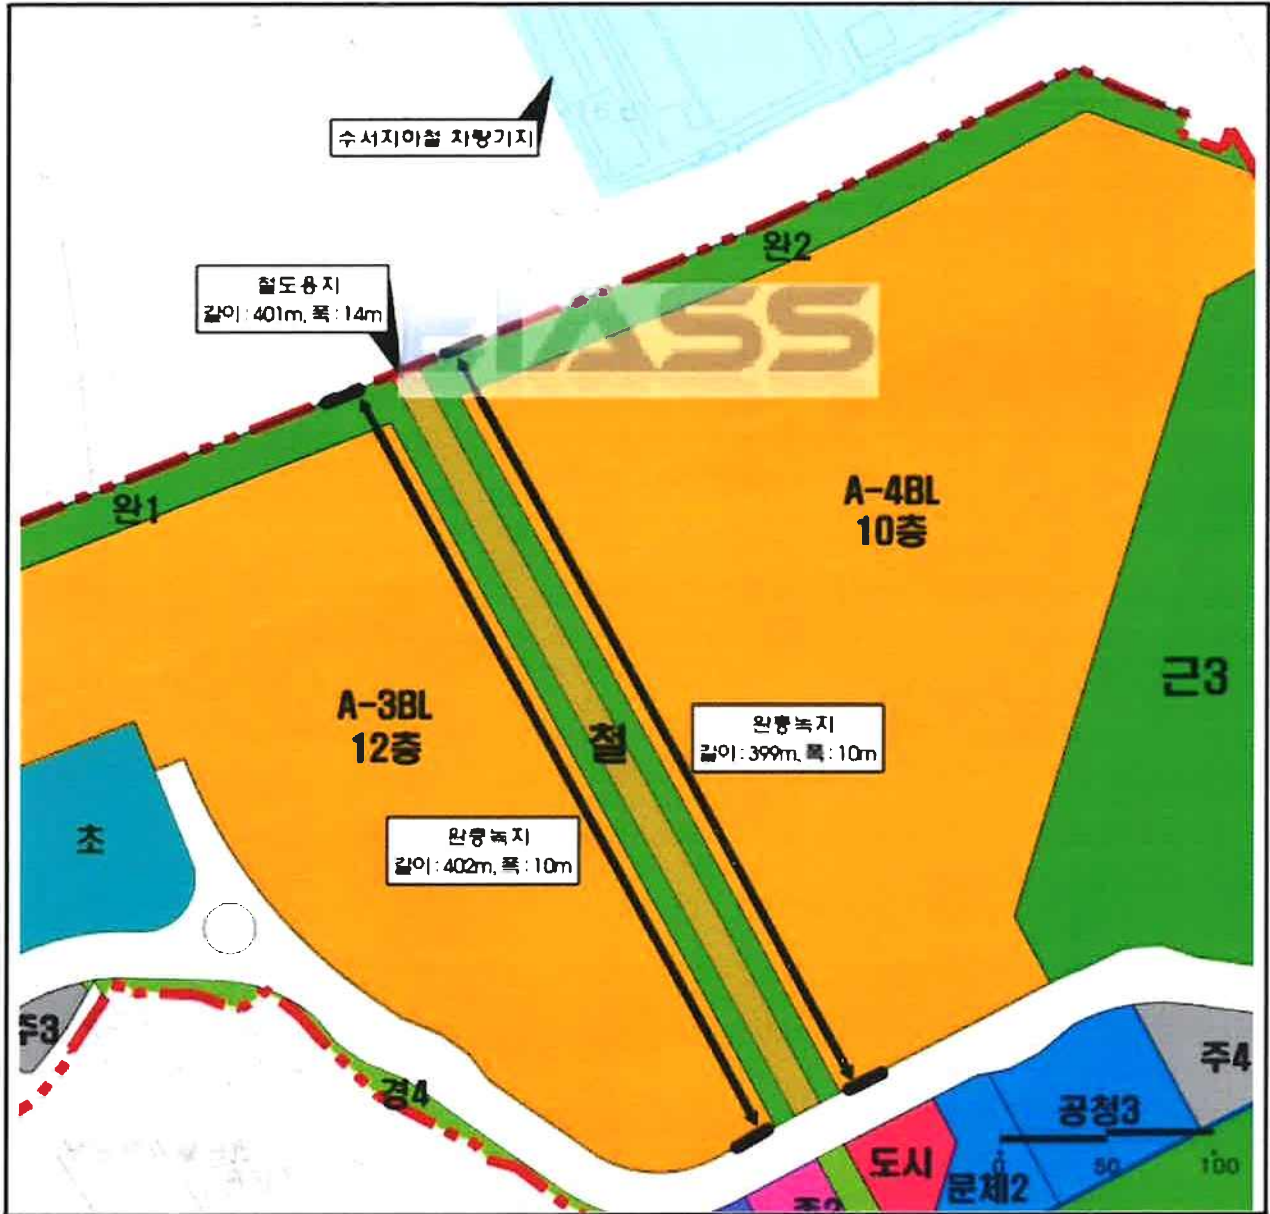 수서지하철 차량기지
철도용지
길이:401m, 폭:14m
완2
EIASS
완1
A-4BL
10층
근3
A-3BL
12층
철
완충녹지
길이:399m, 폭:10m
초
완충녹지
길이:402m, 폭:10m
주3
경4
주4
공청3
도시
문체2
0 50 100